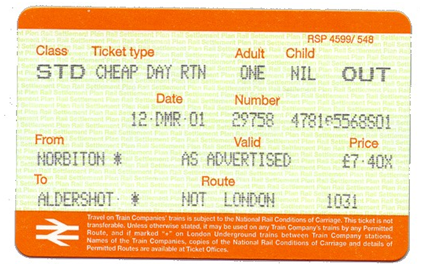 RSP 4599/ 548
Class Ticket type Adult Child
STD CHEAP DAY RTN ONE NIL OUT
Date Number
12·DMR·01 29758 4781 5568S01
From Valid Price
NORBITON * AS ADVERTISED £7·40X
To Route
ALDERSHOT· * NOT LONDON 1031
Travel on Train Companies' trains is subject to the National Rail Conditions of Carriage. This ticket is not
transferable. Unless otherwise stated, it may be used on any Train Company's trains by any Permitted
Route, and if marked "+" on London Underground trains between Train Company stations.
Names of the Train Companies, copies of the National Rail Conditions of Carriage and details of
Permitted Routes are available at Ticket Offices.